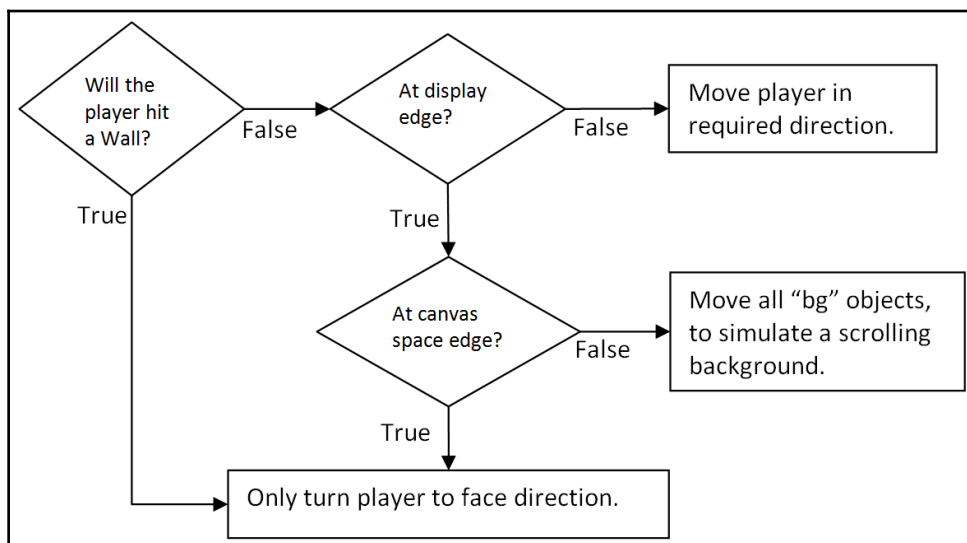 Will the
player hit
a Wall?
False
True
At display
edge?
False
True
Move player in
required direction.
At canvas
space edge?
False
True
Move all “bg” objects,
to simulate a scrolling
background.
Only turn player to face direction.